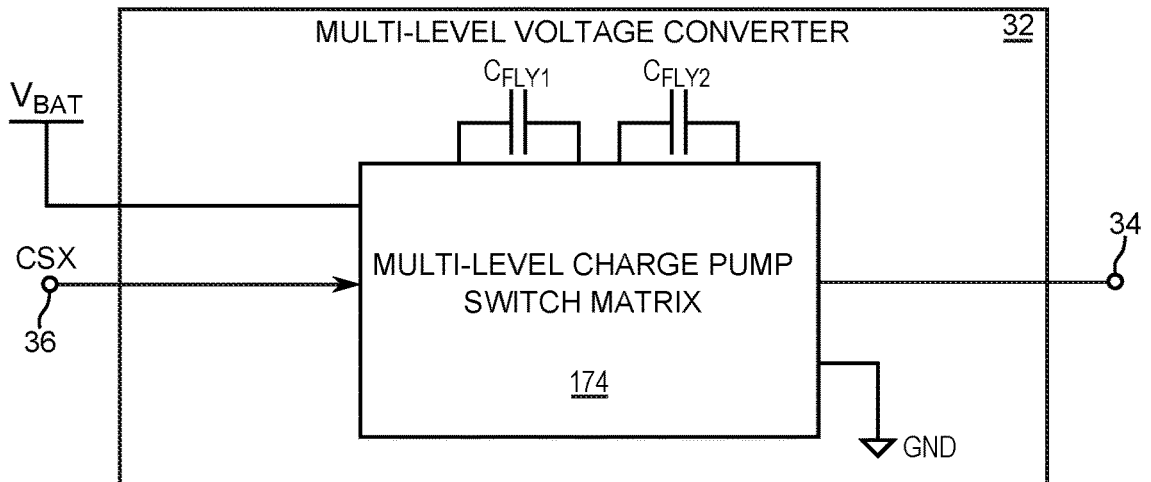 MULTI-LEVEL VOLTAGE CONVERTER
32
CFLY1
CFLY2
VBAT
CSX
36
MULTI-LEVEL CHARGE PUMP
SWITCH MATRIX
174
34
GND